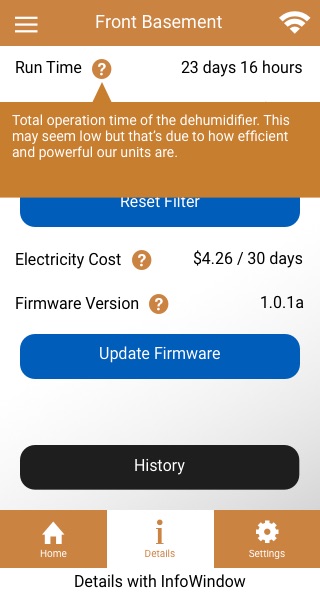 Front Basement
Run Time ? 23 days 16 hours
Total operation time of the dehumidifier. This
may seem low but that's due to how efficient
and powerful our units are.
Reset Filter
Electricity Cost ? $4.26 / 30 days
Firmware Version ? 1.0.1a
Update Firmware
History
Home Details Settings
Details with InfoWindow